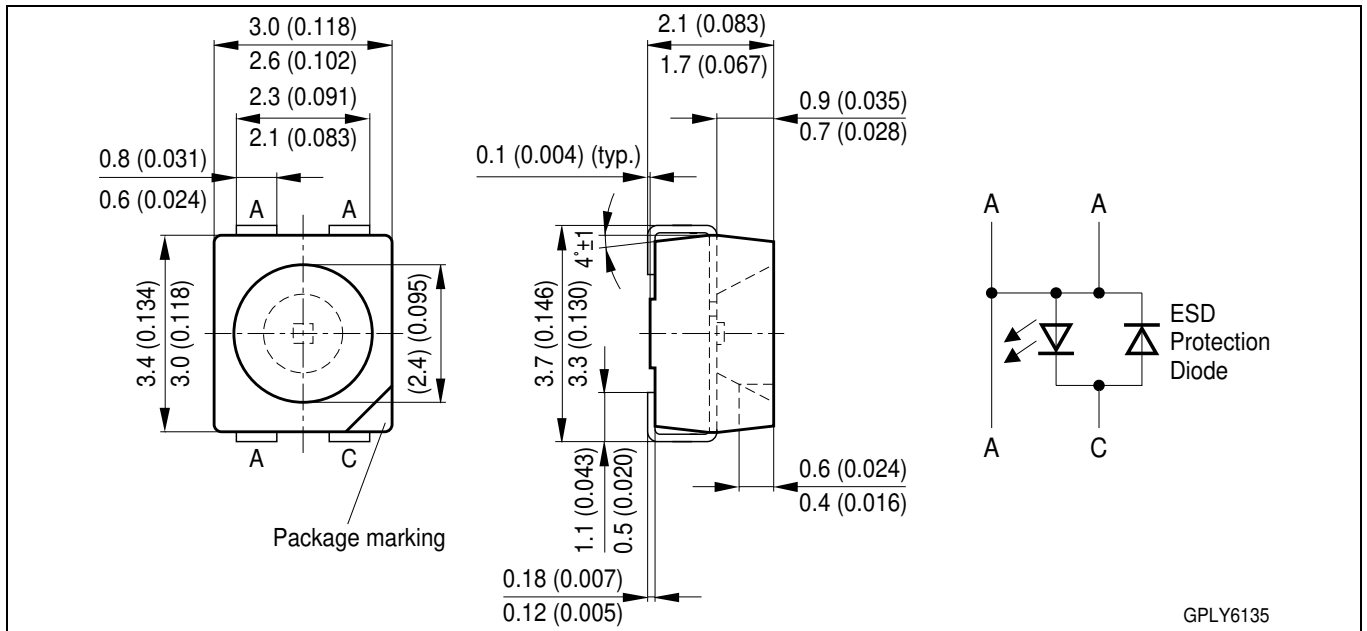 3.0 (0.118)
2.6 (0.102)
2.3 (0.091)
2.1 (0.083)
0.8 (0.031)
0.6 (0.024)
A
A
3.4 (0.134)
3.0 (0.118)
(2.4) (0.095)
A
C
Package marking
2.1 (0.083)
1.7 (0.067)
0.9 (0.035)
0.7 (0.028)
0.1 (0.004) (typ.)
4°±1
3.7 (0.146)
3.3 (0.130)
1.1 (0.043)
0.5 (0.020)
0.6 (0.024)
0.4 (0.016)
0.18 (0.007)
0.12 (0.005)
A
A
ESD
Protection
Diode
A
C
GPLY6135